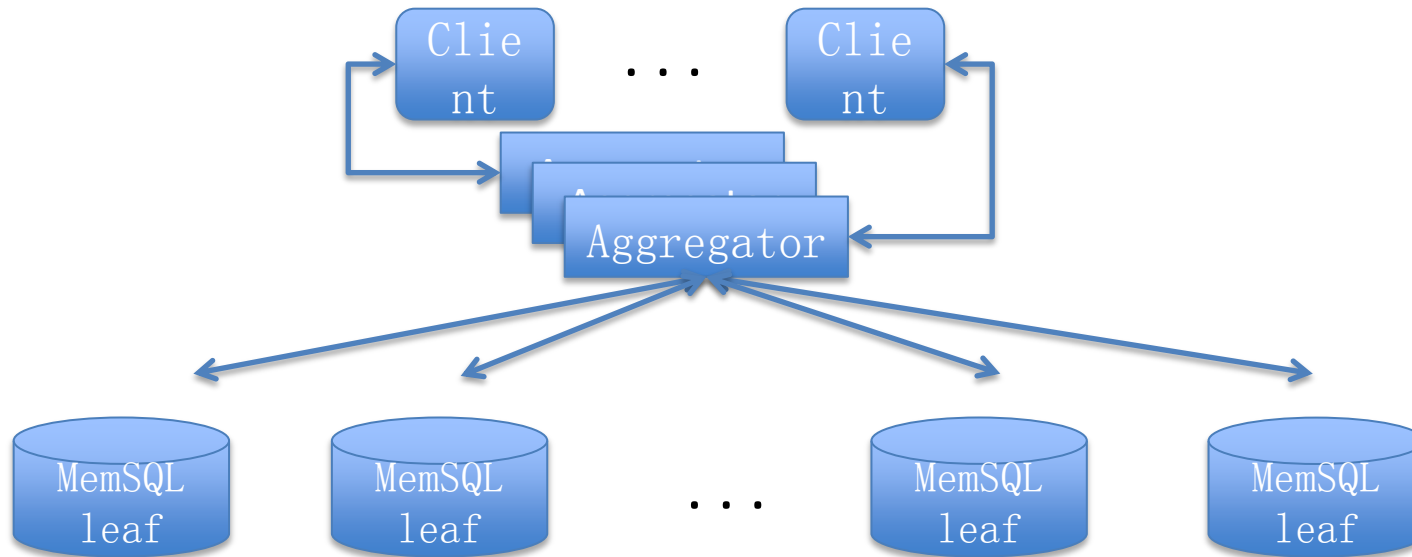 Clie
nt
. . .
Clie
nt
Aggregator
MemSQL
leaf
MemSQL
leaf
. . .
MemSQL
leaf
MemSQL
leaf